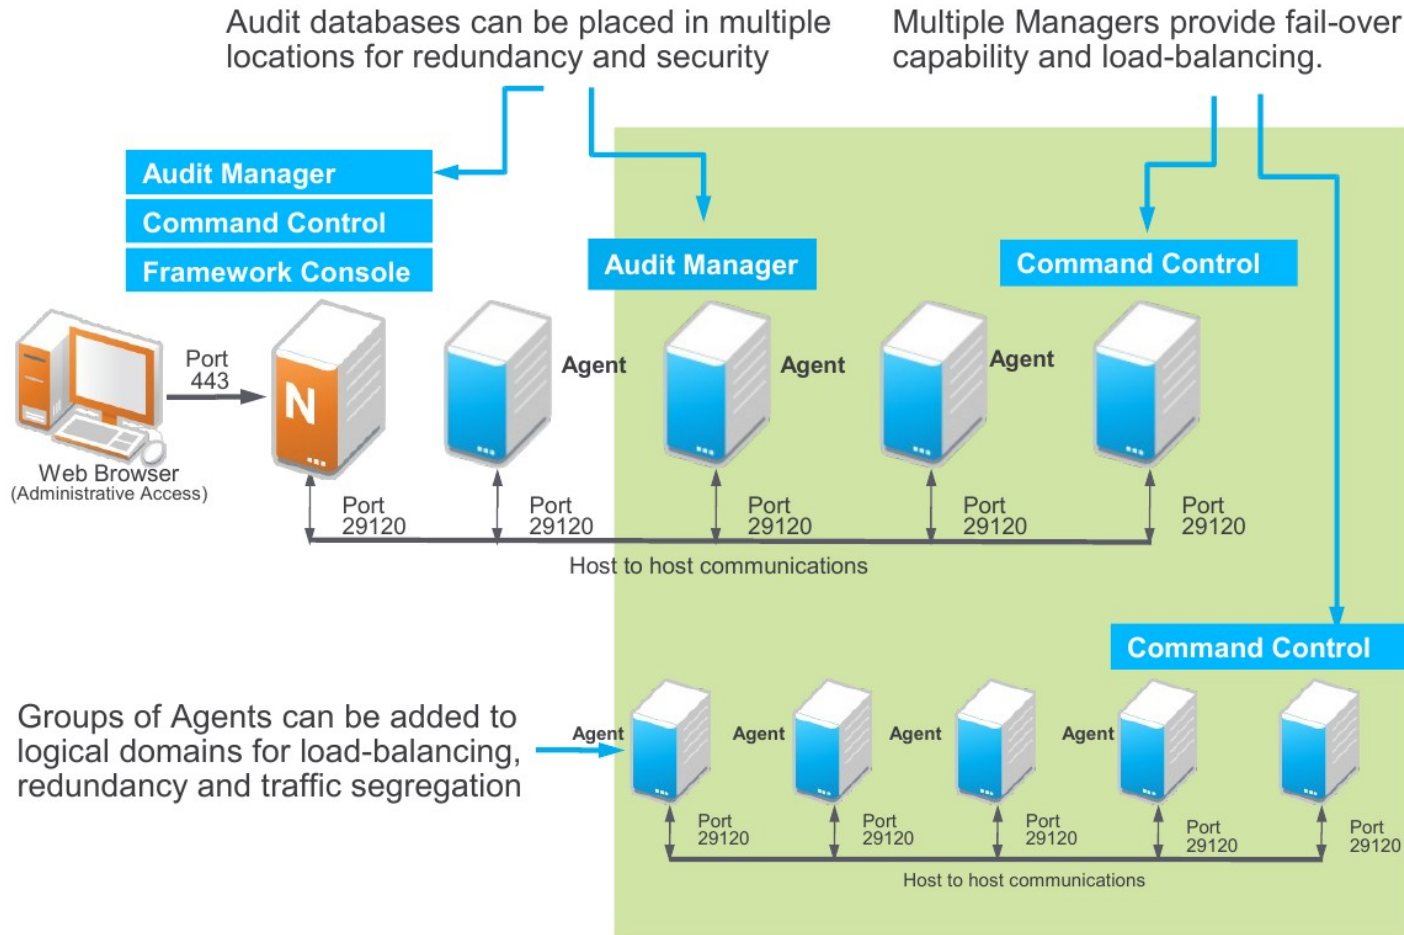 Audit databases can be placed in multiple
locations for redundancy and security
Multiple Managers provide fail-over
capability and load-balancing.
Audit Manager
Command Control
Framework Console
Audit Manager
Command Control
Port
443
N
Agent
Agent
Agent
Web Browser
(Administrative Access)
Port
29120
Port
29120
Port
29120
Port
29120
Port
29120
Host to host communications
Command Control
Groups of Agents can be added to
logical domains for load-balancing,
redundancy and traffic segregation
Agent
Agent
Agent
Agent
Port
29120
Port
29120
Port
29120
Port
29120
Port
29120
Host to host communications